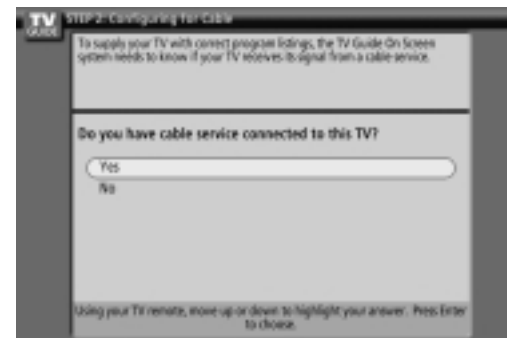 TV
GUIDE
STEP 2: Configuring for Cable
To supply your TV with correct program listings, the TV Guide On Screen
system needs to know if your TV receives its signal from a cable service.
Do you have cable service connected to this TV?
Yes
No
Using your TV remote, move up or down to highlight your answer. Press Enter
to choose.